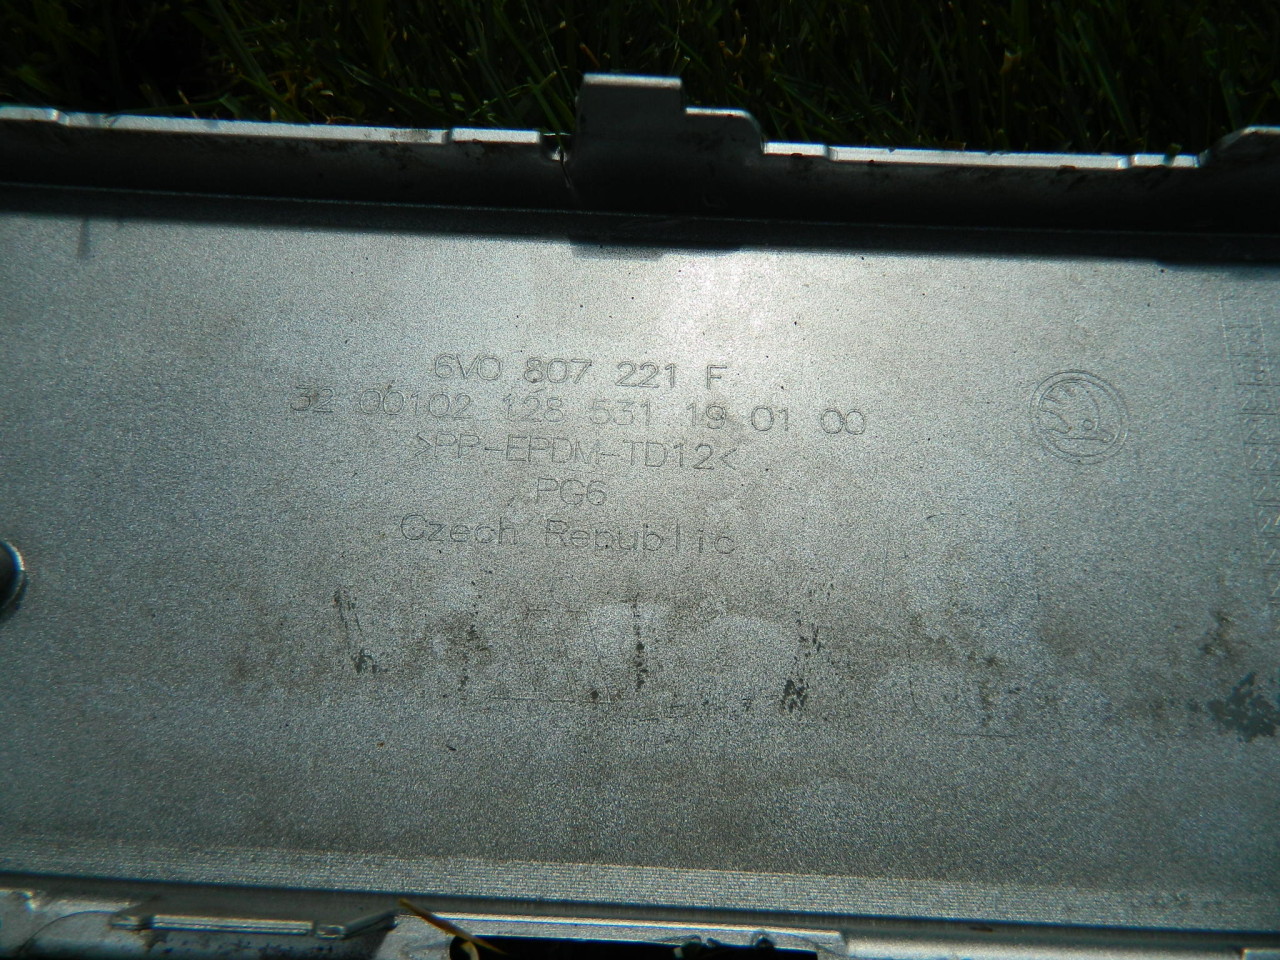 6V0 807 221 F
32 00102 128 531 19 01 00
>PP-EPDM-TD12<
PG6
Czech Republic